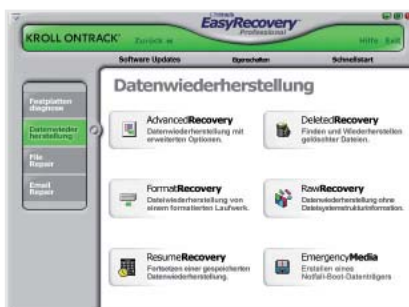 Ontrack
EasyRecovery
Professional
KROLL ONTRACK
Zurück
Hilfe Exit
Software Updates Eigenschaften Schnellstart
Datenwiederherstellung
Festplatten
diagnose
Datenwieder
herstellung
File
Repair
Email
Repair
AdvancedRecovery
Datenwiederherstellung mit
erweiterten Optionen.
DeletedRecovery
Finden und Wiederherstellen
gelöschter Dateien.
FormatRecovery
Dateiwiederherstellung von
einem formatierten Laufwerk.
RawRecovery
Datenwiederherstellung ohne
Dateisystemstrukturinformation.
ResumeRecovery
Fortsetzen einer gespeicherten
Datenwiederherstellung.
EmergencyMedia
Erstellen eines
Notfall-Boot-Datenträgers